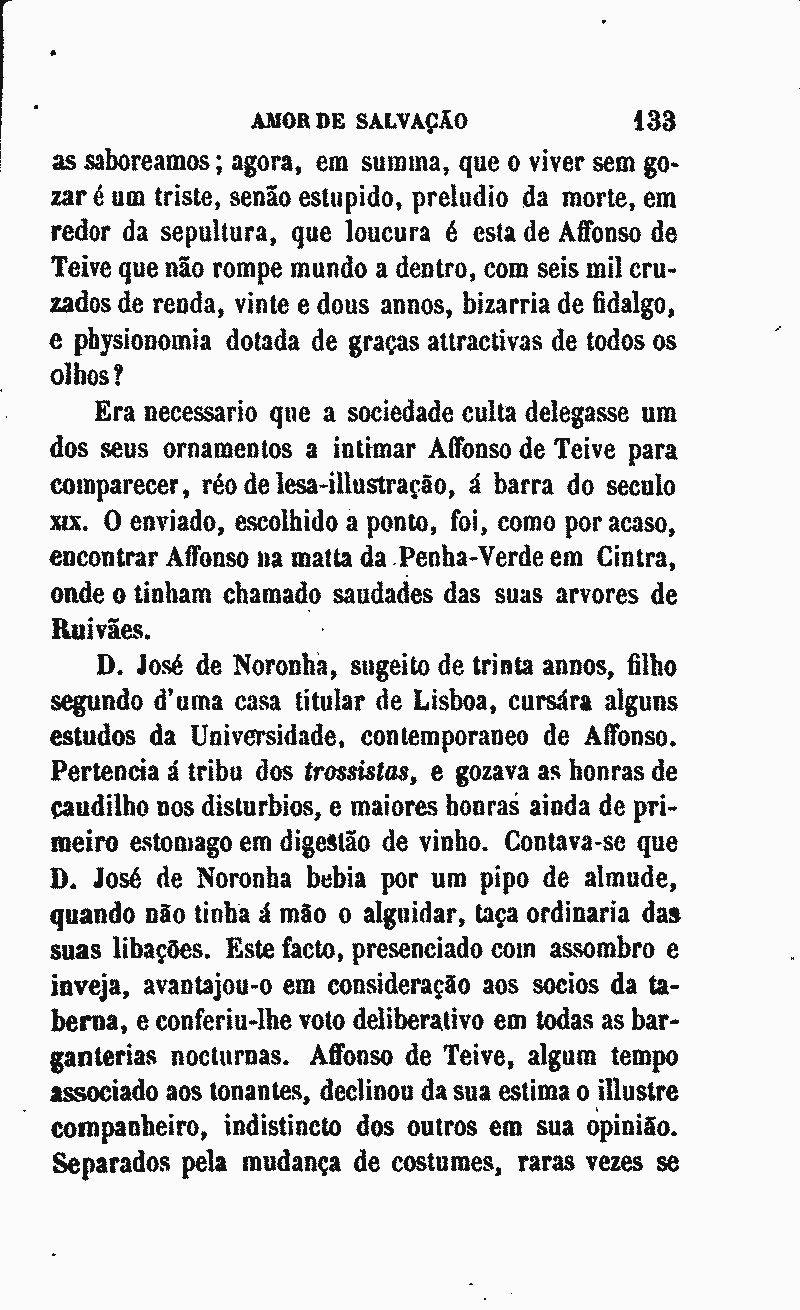 AMOR DE SALVAÇÃO 133
as saboreamos; agora, em summa, que o viver sem go-
zar é um triste, senão estupido, preludio da morte, em
redor da sepultura, que loucura é esta de Affonso de
Teive que não rompe mundo a dentro, com seis mil cru-
zados de renda, vinte e dous annos, bizarria de fidalgo,
e physionomia dotada de graças attractivas de todos os
olhos?
Era necessario que a sociedade culta delegasse um
dos seus ornamentos a intimar Affonso de Teive para
comparecer, réo de lesa-illustração, á barra do seculo
XIX. O enviado, escolhido a ponto, foi, como por acaso,
encontrar Affonso na matta da Penha-Verde em Cintra,
onde o tinham chamado saudades das suas arvores de
Ruivães.
D. José de Noronha, sugeito de trinta annos, filho
segundo d'uma casa titular de Lisboa, cursára alguns
estudos da Universidade, contemporaneo de Affonso.
Pertencia á tribu dos trossistas, e gozava as honras de
çaudilho nos disturbios, e maiores honras ainda de pri-
meiro estomago em digestão de vinho. Contava-se que
D. José de Noronha bebia por um pipo de almude,
quando não tinha á mão o alguidar, taça ordinaria das
suas libações. Este facto, presenciado com assombro e
inveja, avantajou-o em consideração aos socios da ta-
berna, e conferiu-lhe voto deliberativo em todas as bar-
ganterias nocturnas. Affonso de Teive, algum tempo
associado aos tonantes, declinou da sua estima o illustre
companheiro, indistincto dos outros em sua opinião.
Separados pela mudança de costumes, raras vezes se